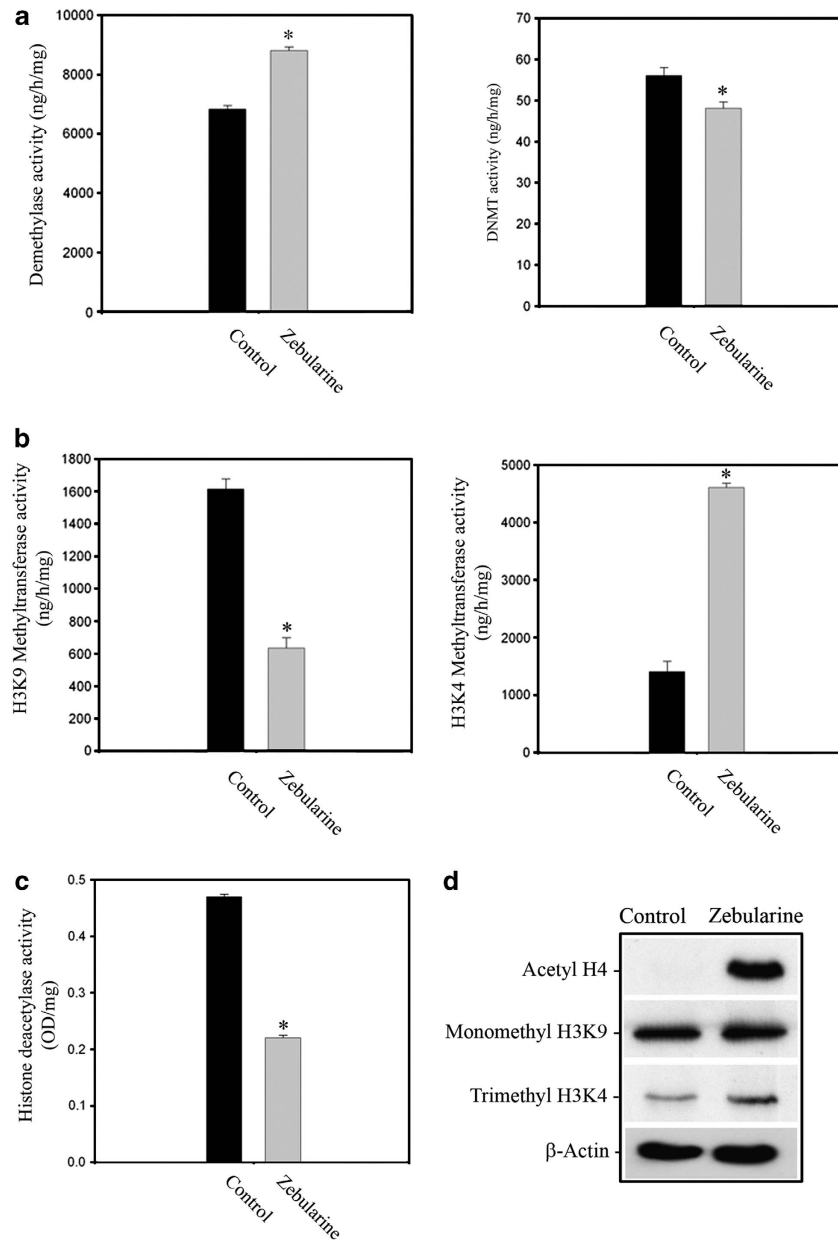 a
Demethylase activity (ng/h/mg)
10000
8000
6000
4000
2000
0
*
Control
Zebularine
DNMT activity (ng/h/mg)
70
60
50
40
30
20
10
0
*
Control
Zebularine
b
H3K9 Methyltransferase activity
(ng/h/mg)
1800
1600
1400
1200
1000
800
600
400
200
0
*
Control
Zebularine
H3K4 Methyltransferase activity
(ng/h/mg)
5000
4000
3000
2000
1000
0
*
Control
Zebularine
c
Histone deacetylase activity
(OD/mg)
0.5
0.4
0.3
0.2
0.1
0.0
*
Control
Zebularine
d
Control Zebularine
Acetyl H4
Monomethyl H3K9
Trimethyl H3K4
β-Actin